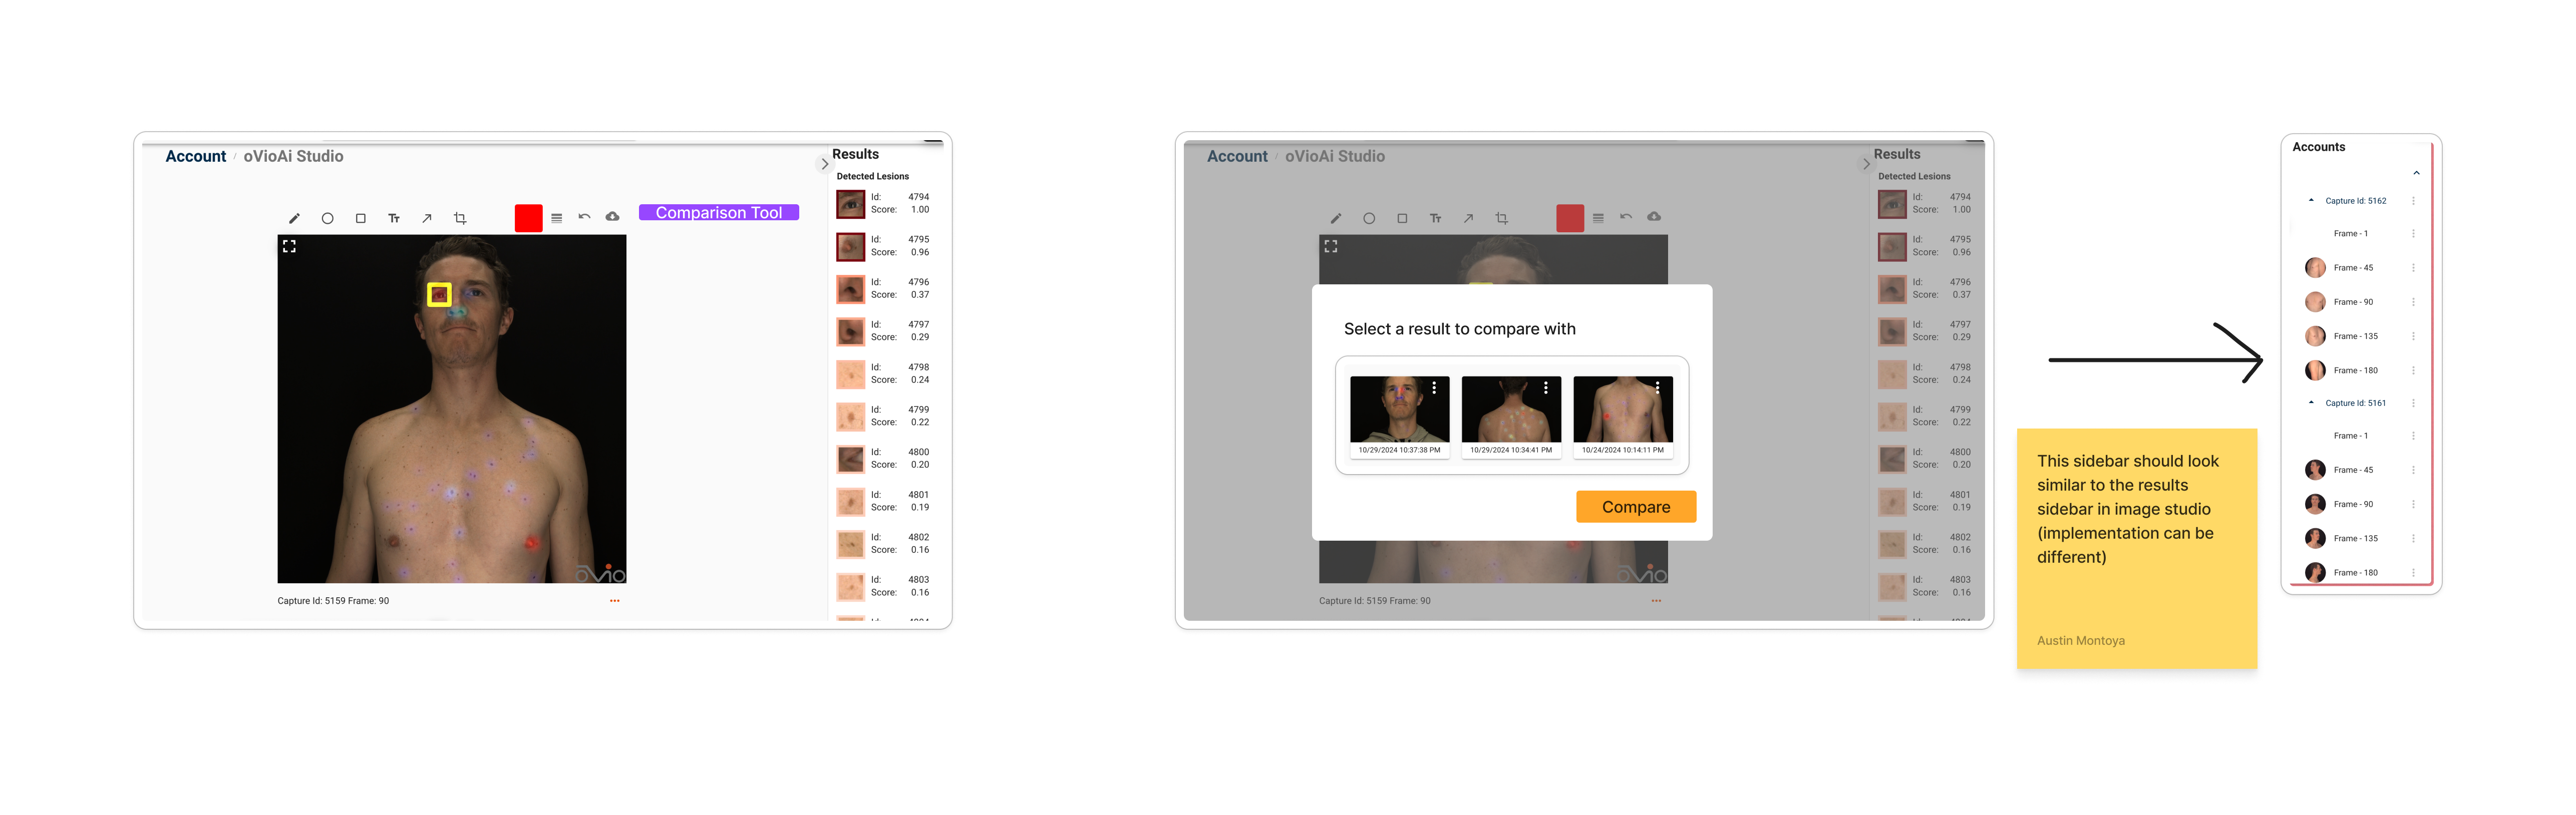 Account / oVioAi Studio
Results
Detected Lesions
Comparison Tool
Id: 4794
Score: 1.00
Id: 4795
Score: 0.96
Id: 4796
Score: 0.37
Id: 4797
Score: 0.29
Id: 4798
Score: 0.24
Id: 4799
Score: 0.22
Id: 4800
Score: 0.20
Id: 4801
Score: 0.19
Id: 4802
Score: 0.16
Id: 4803
Score: 0.16
Tт
ovio
Capture Id: 5159 Frame: 90
Account / oVioAi Studio
Results
Detected Lesions
Id: 4794
Score: 1.00
Id: 4795
Score: 0.96
Id: 4796
Score: 0.37
Id: 4797
Score: 0.29
Id: 4798
Score: 0.24
Id: 4799
Score: 0.22
Id: 4800
Score: 0.20
Id: 4801
Score: 0.19
Id: 4802
Score: 0.16
Id: 4803
Score: 0.16
Tт
Select a result to compare with
10/29/2024 10:37:38 PM
10/29/2024 10:34:41 PM
10/24/2024 10:14:11 PM
Compare
ovio
Capture Id: 5159 Frame: 90
This sidebar should look
similar to the results
sidebar in image studio
(implementation can be
different)
Austin Montoya
Accounts
Capture Id: 5162
Frame - 1
Frame - 45
Frame - 90
Frame - 135
Frame - 180
Capture Id: 5161
Frame - 1
Frame - 45
Frame - 90
Frame - 135
Frame - 180